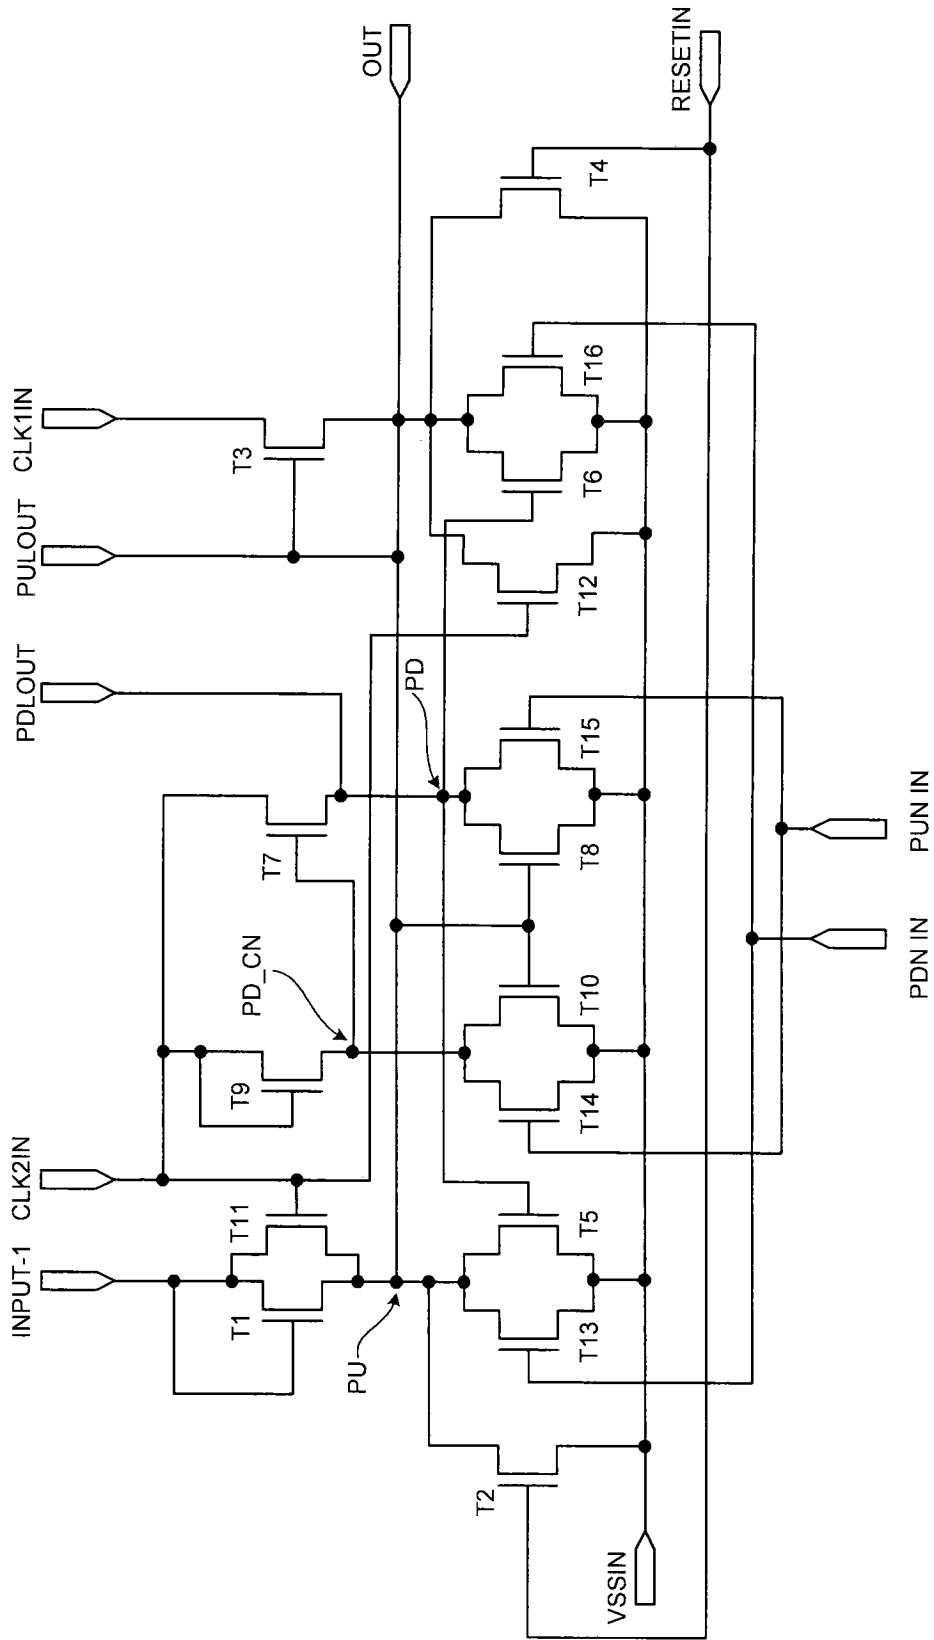 INPUT-1
CLK2IN
PDLOUT
PULOUT
CLK1IN
OUT
RESETIN
T1
T11
T9
T7
T3
PU
PD_CN
PD
T2
T13
T5
T14
T10
T8
T15
T12
T6
T16
T4
VSSIN
PDN IN
PUN IN